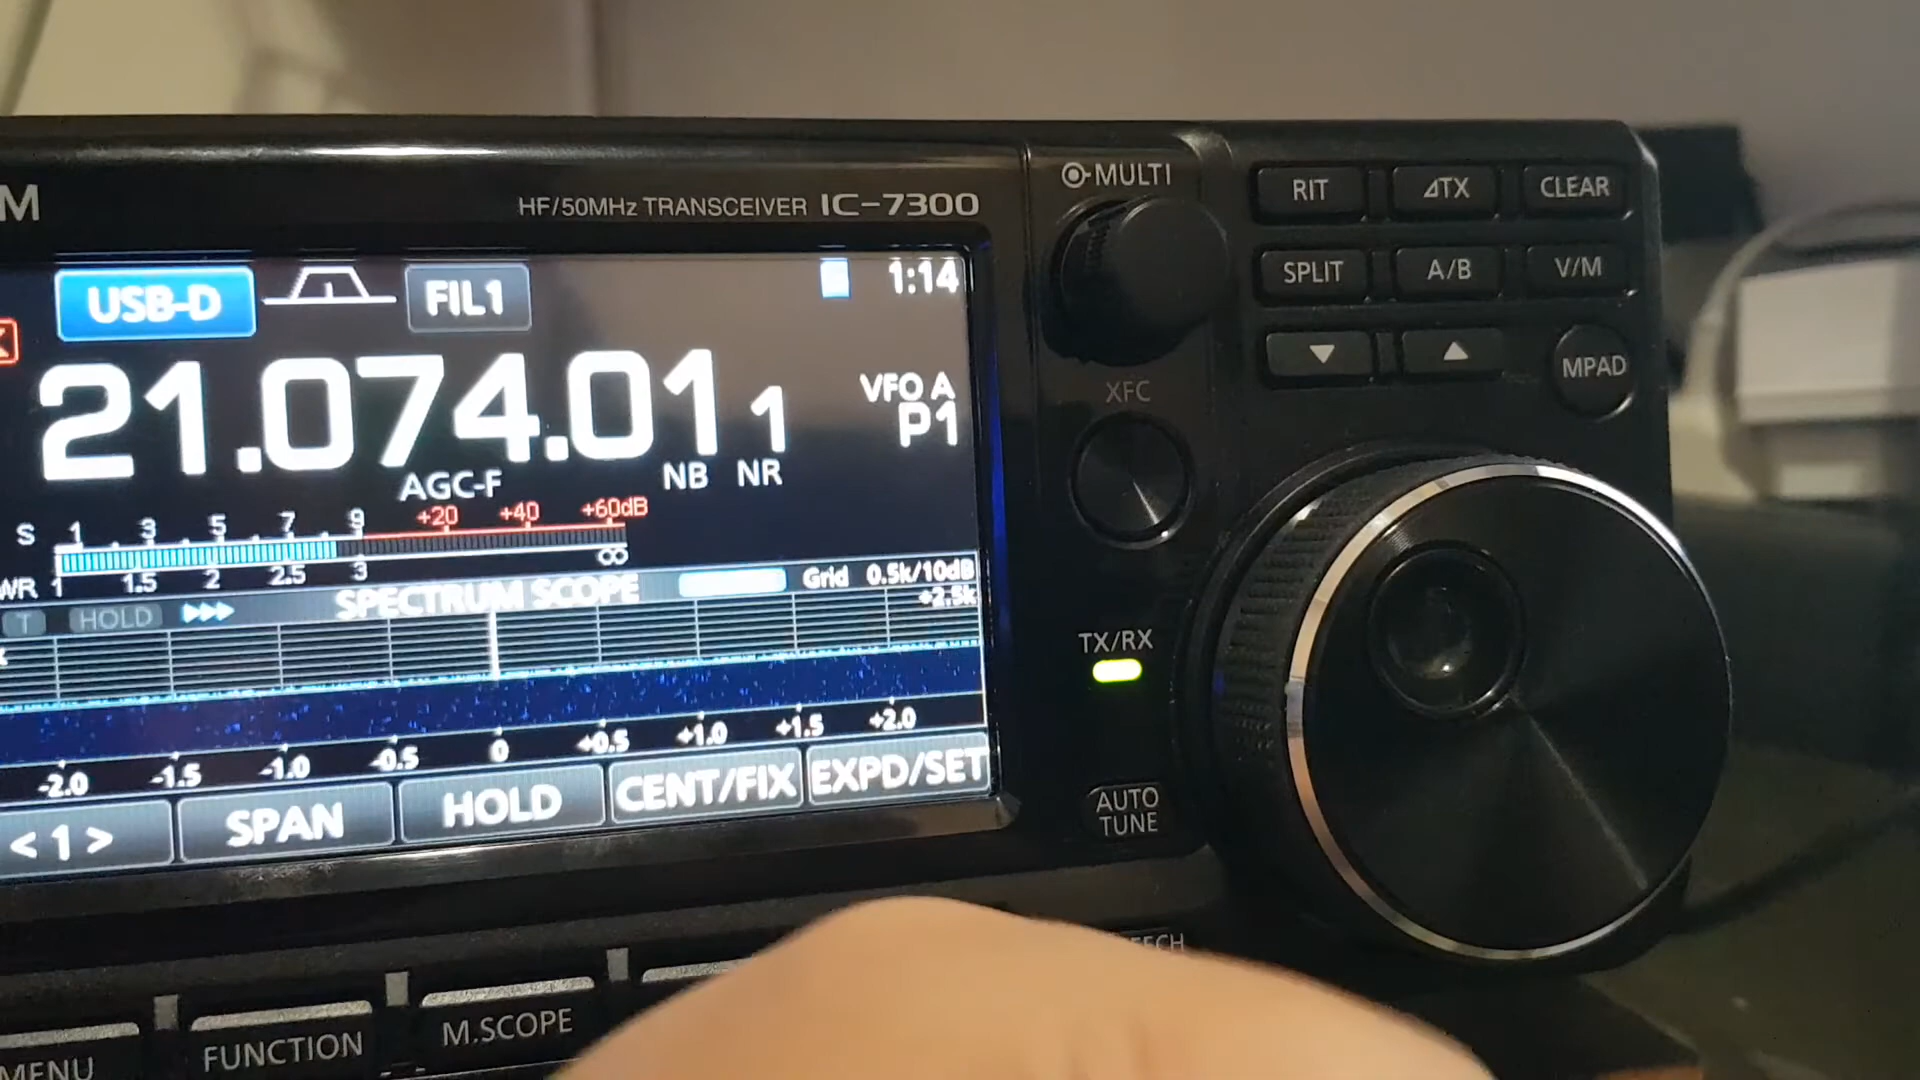 M
HF/50MHz TRANSCEIVER IC-7300
MULTI
RIT
⊿TX
CLEAR
USB-D
FIL1
1:14
SPLIT
A/B
V/M
21.074.01 1
VFO A
P1
MPAD
XFC
AGC-F
NB
NR
S 1 3 5 7 9 +20 +40 +60dB
WR 1 1.5 2 2.5 3 ∞
SPECTRUM SCOPE
Grid 0.5k/10dB
T
HOLD
+2.5k
TX/RX
-2.0 -1.5 -1.0 -0.5 0 +0.5 +1.0 +1.5 +2.0
<1>
SPAN
HOLD
CENT/FIX
EXPD/SET
AUTO
TUNE
EECH
MENU
FUNCTION
M.SCOPE